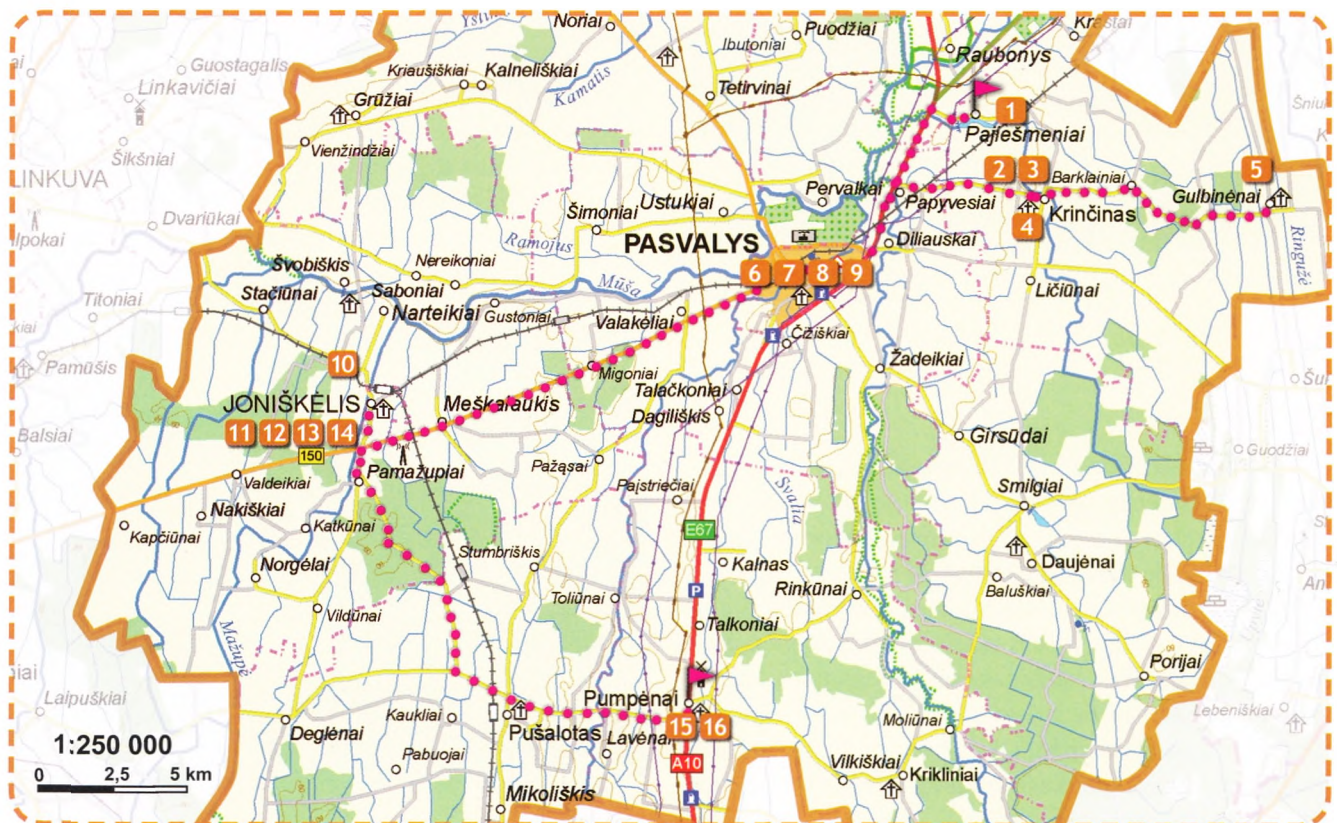 Noriai
Puodžiai
Ibutoniai
Raubonys
Guostagalis
Linkavičiai
Kriaušiškiai
Kalneliškiai
Kamatis
Tetirvinai
Grūžiai
1
Pajiešmeniai
Vienžindžiai
Šikšniai
LINKUVA
2
3
Barklainiai
5
Pervalkai
Gulbinėnai
Papyvesiai
Krinčinas
4
Ustukiai
Šimoniai
Dvariūkai
Ramojus
PASVALYS
Diliauskai
Ringužė
Nereikoniai
Švobiškis
6
7
8
9
Mūša
Saboniai
Stačiūnai
Ličiūnai
Titoniai
Narteikiai
Gustoniai
Valakėliai
Čižiškiai
10
Žadeikiai
Pamūšis
Migoniai
Talačkoniai
JONIŠKĖLIS
Meškalaukis
Dagiliškis
11
12
13
14
Balsiai
Girsūdai
150
Guodžiai
Pamažupiai
Pažąsai
Valdeikiai
Pajstriečiai
Svalia
Smilgiai
Nakiškiai
Kapčiūnai
Katkūnai
E67
Stumbriškis
Kalnas
Daujėnai
Norgėlai
Rinkūnai
Baluškiai
P
Toliūnai
Vildūnai
Talkoniai
Mažupė
Porijai
Laipuškiai
Pumpėnai
Lebeniškiai
Kaukliai
15
16
Deglėnai
Pušalotas
Moliūnai
Lavėnai
1:250 000
Pabuojai
A10
Vilkiškiai
Krikliniai
0
2,5
5 km
Mikoliškis